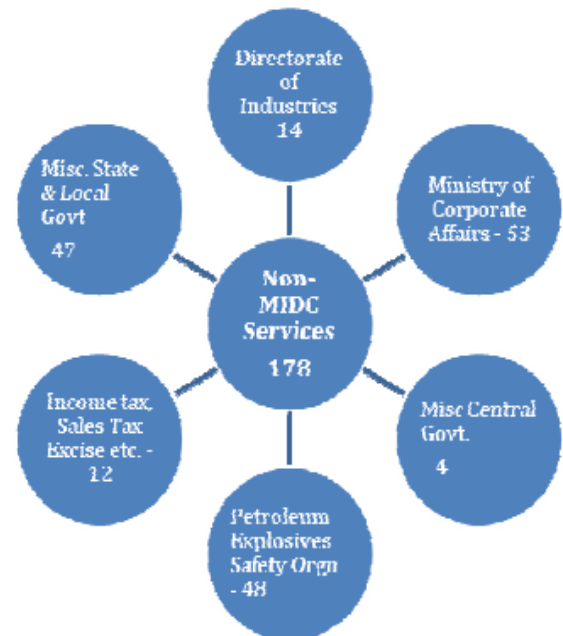 Directorate
of
Industries
14
Ministry of
Corporate
Affairs - 53
Misc Central
Govt.
4
Petroleum
Explosives
Safety Orgn
- 48
Income tax,
Sales Tax
Excise etc. -
12
Misc. State
& Local
Govt
47
Non-
MIDC
Services
178